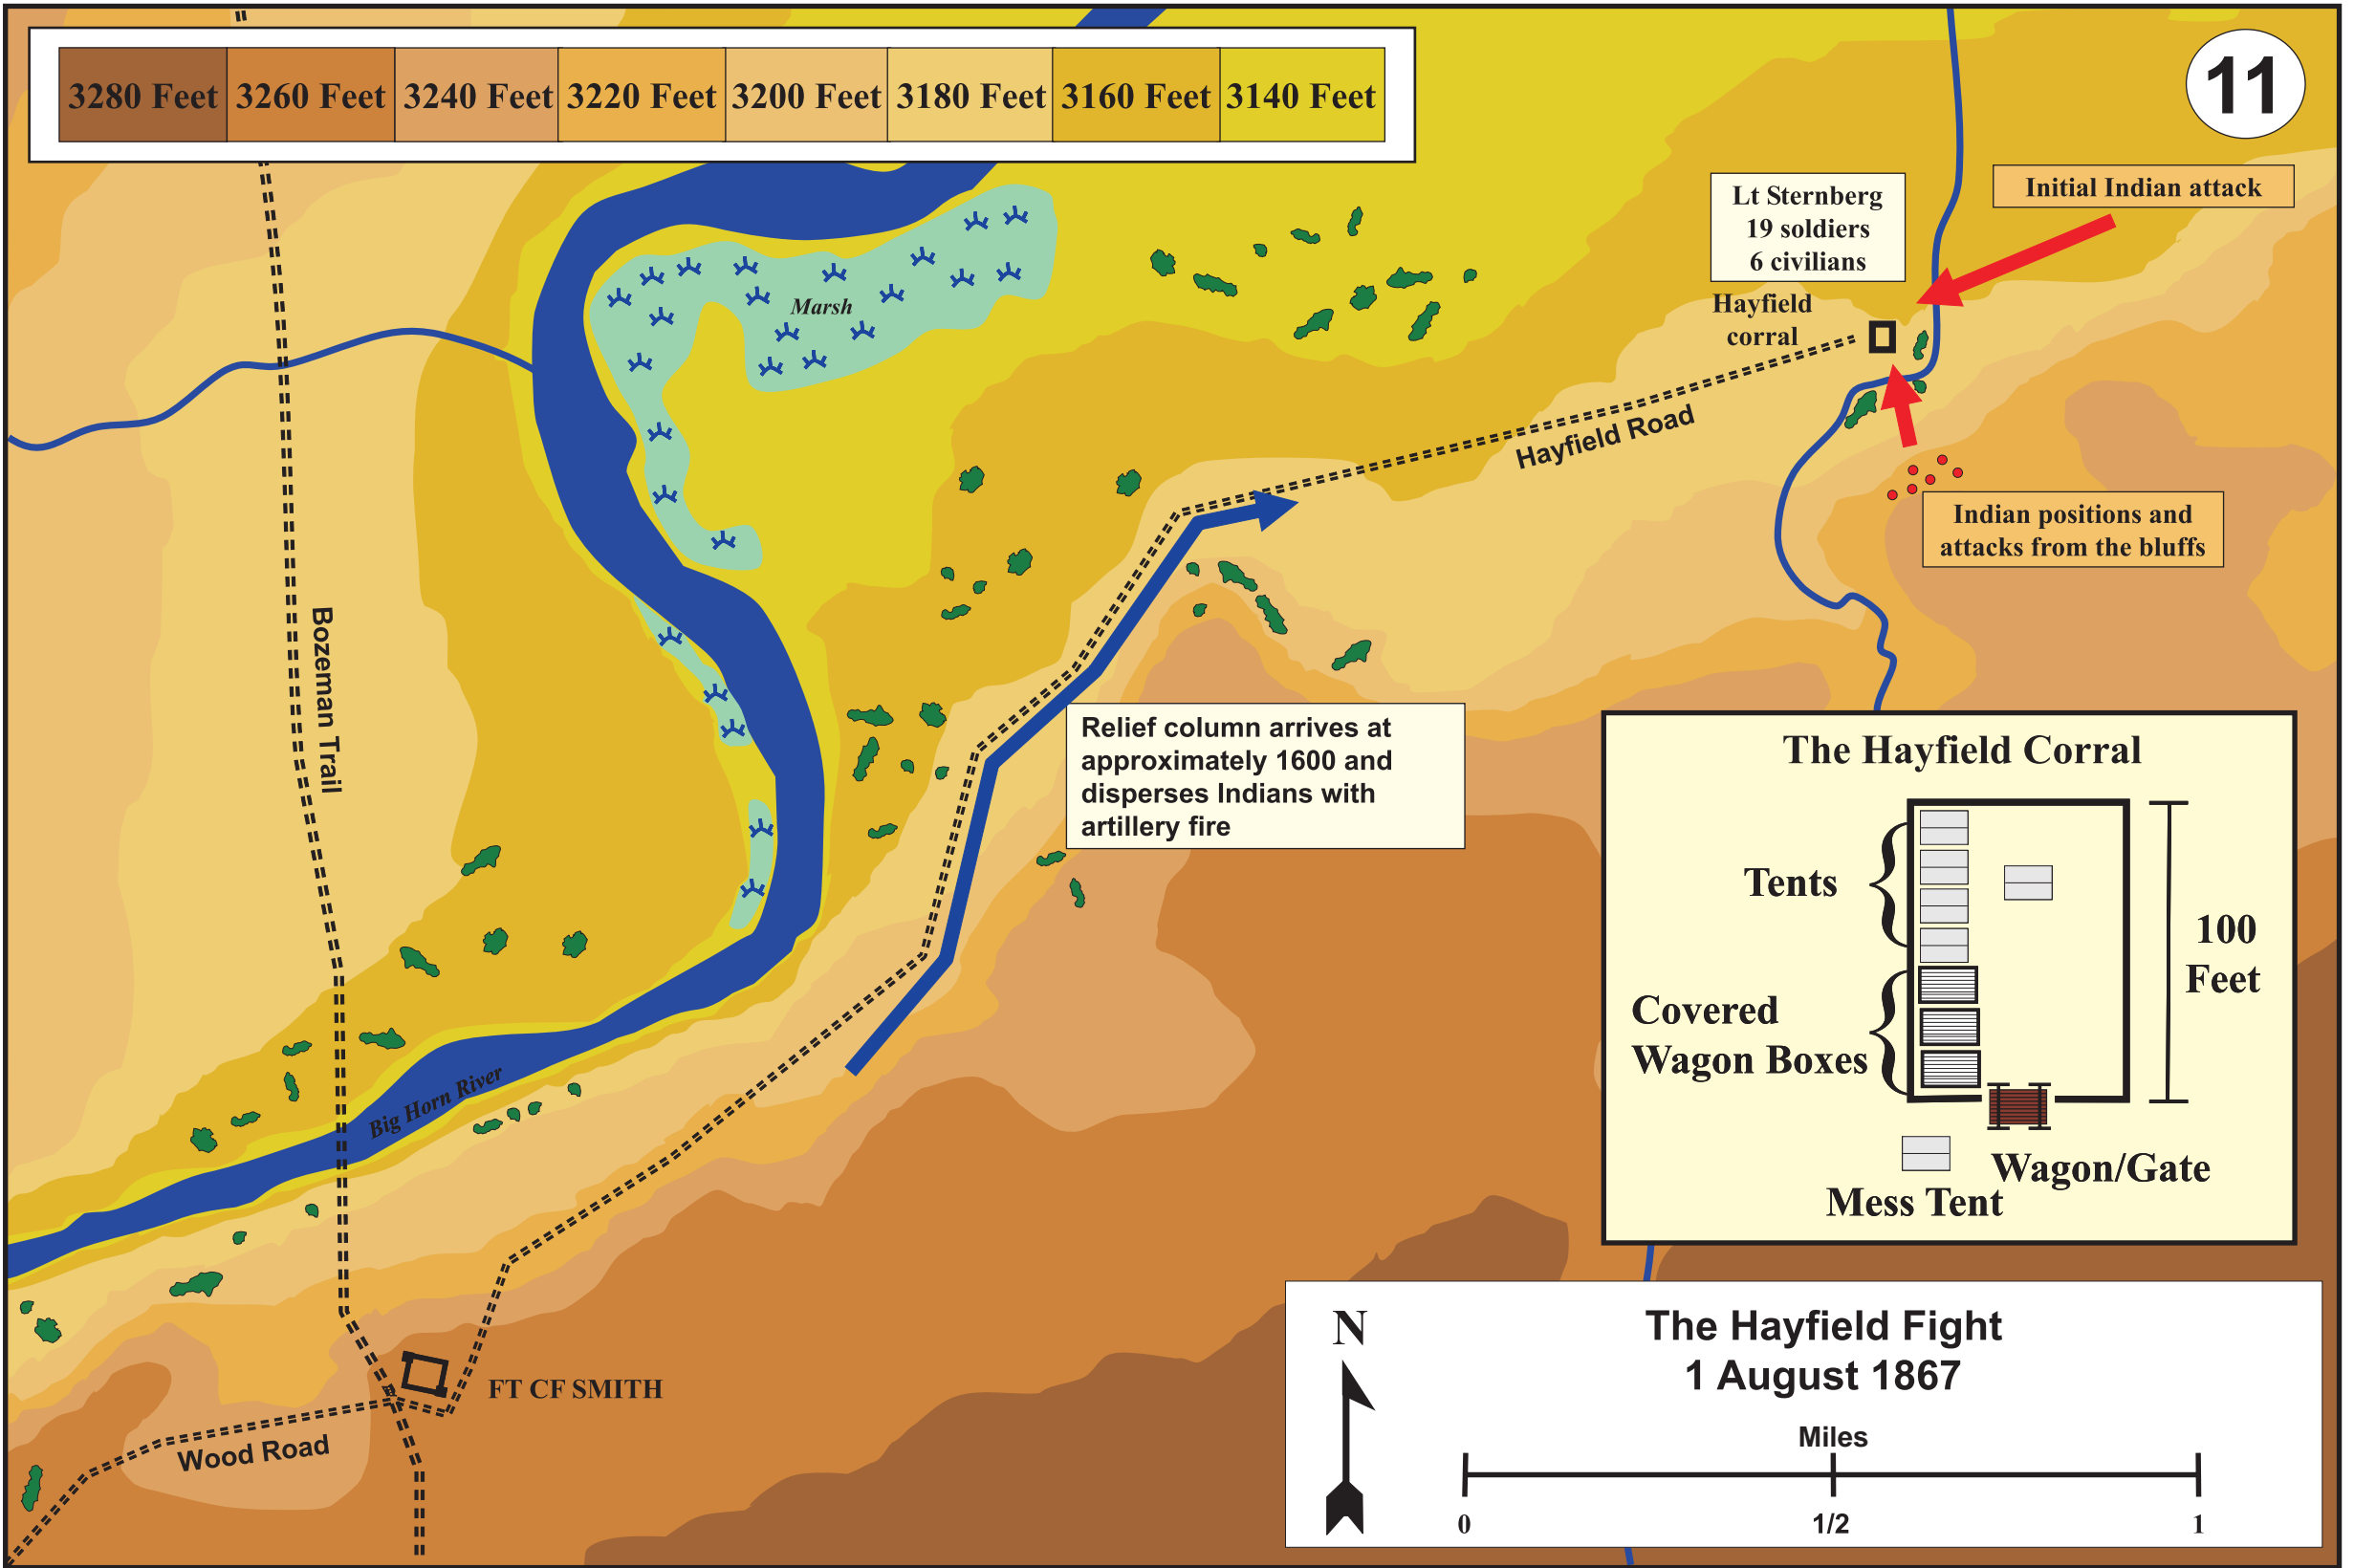 3280 Feet 3260 Feet 3240 Feet 3220 Feet 3200 Feet 3180 Feet 3160 Feet 3140 Feet
11
Lt Sternberg
19 soldiers
6 civilians
Initial Indian attack
Hayfield
corral
Marsh
Hayfield Road
Indian positions and
attacks from the bluffs
Bozeman Trail
Relief column arrives at
approximately 1600 and
disperses Indians with
artillery fire
The Hayfield Corral
Tents
100
Feet
Covered
Wagon Boxes
Wagon/Gate
Mess Tent
Big Horn River
FT CF SMITH
Wood Road
N
The Hayfield Fight
1 August 1867
Miles
0 1/2 1